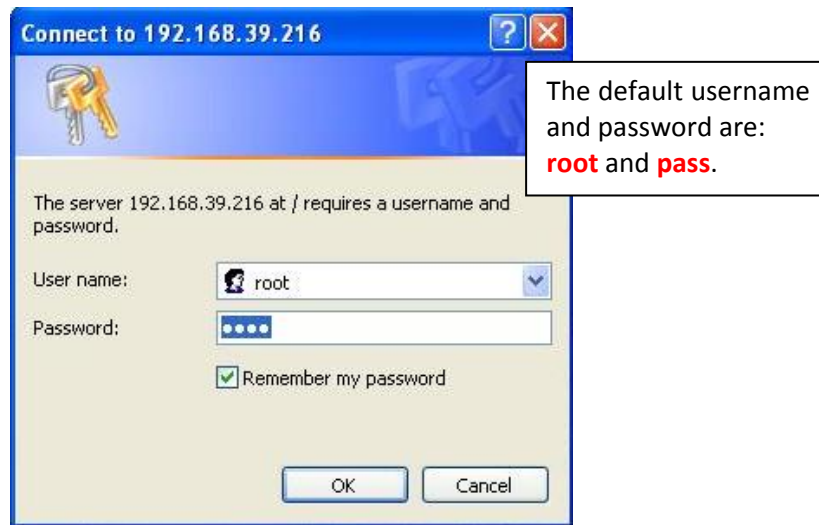 Connect to 192.168.39.216
The default username
and password are:
root and pass.
The server 192.168.39.216 at / requires a username and
password.
User name:
root
Password:
••••
Remember my password
OK
Cancel